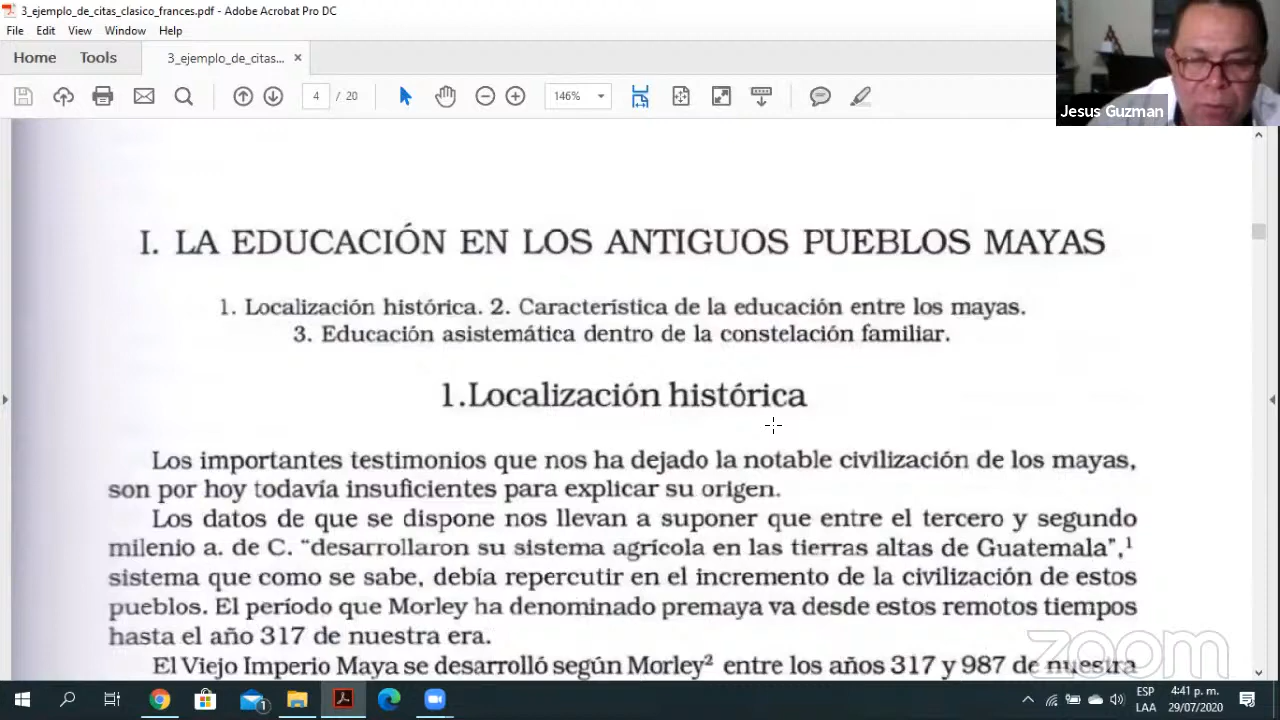 3_ejemplo_de_citas_clasico_frances.pdf - Adobe Acrobat Pro DC
File Edit View Window Help
Home Tools 3_ejemplo_de_citas... ×
4 / 20 146%
Jesus Guzman
I. LA EDUCACIÓN EN LOS ANTIGUOS PUEBLOS MAYAS
1. Localización histórica. 2. Característica de la educación entre los mayas.
3. Educación asistemática dentro de la constelación familiar.
1.Localización histórica
Los importantes testimonios que nos ha dejado la notable civilización de los mayas,
son por hoy todavía insuficientes para explicar su origen.
Los datos de que se dispone nos llevan a suponer que entre el tercero y segundo
milenio a. de C. “desarrollaron su sistema agrícola en las tierras altas de Guatemala”,¹
sistema que como se sabe, debía repercutir en el incremento de la civilización de estos
pueblos. El período que Morley ha denominado premaya va desde estos remotos tiempos
hasta el año 317 de nuestra era.
El Viejo Imperio Maya se desarrolló según Morley² entre los años 317 y 987 de nuestra
zoom
1
ESP
LAA
4:41 p. m.
29/07/2020